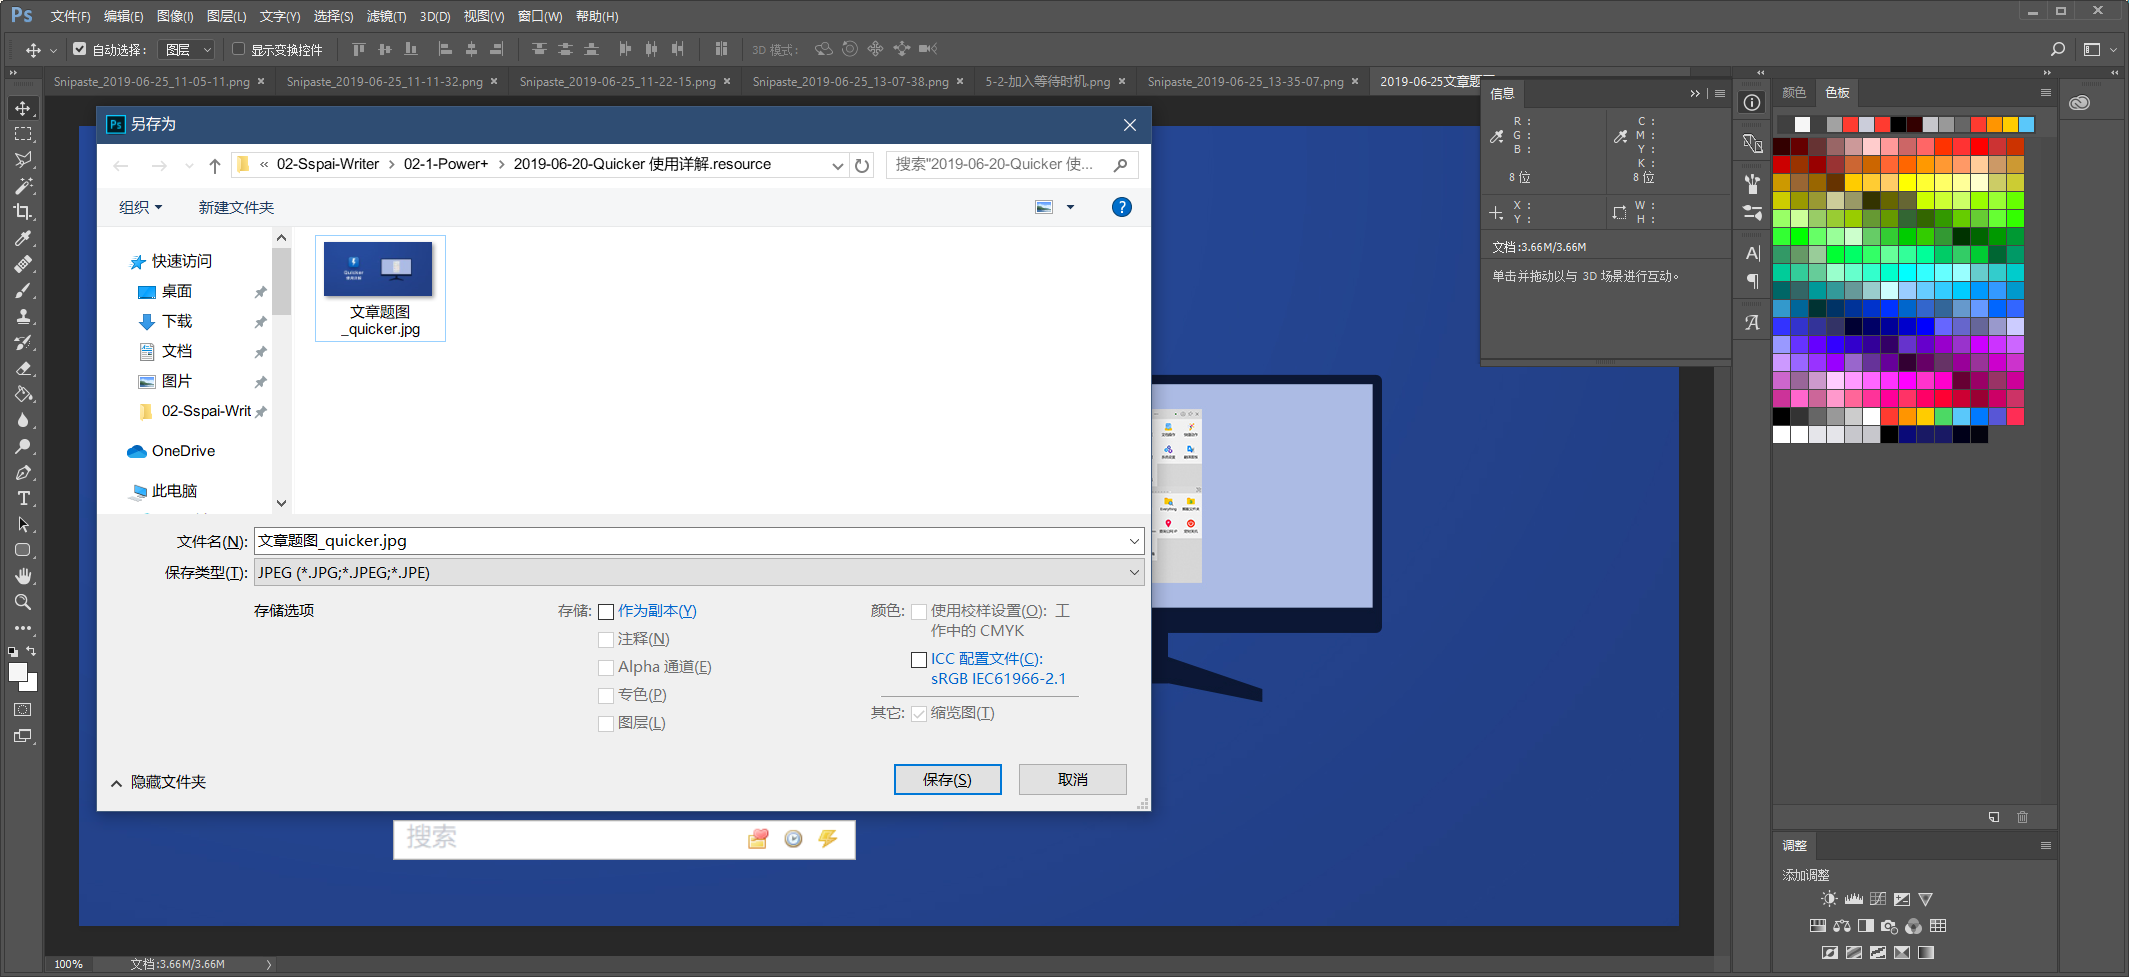 Ps 文件(F) 编辑(E) 图像(I) 图层(L) 文字(Y) 选择(S) 滤镜(T) 3D(D) 视图(V) 窗口(W) 帮助(H)
自动选择： 图层 显示变换控件 3D 模式：
Snipaste_2019-06-25_11-05-11.png × Snipaste_2019-06-25_11-11-32.png × Snipaste_2019-06-25_11-22-15.png × Snipaste_2019-06-25_13-07-38.png × 5-2-加入等待时机.png × Snipaste_2019-06-25_13-35-07.png × 2019-06-25文章题
Ps 另存为
« 02-Sspai-Writer > 02-1-Power+ > 2019-06-20-Quicker 使用详解.resource
搜索"2019-06-20-Quicker 使...
组织 新建文件夹
快速访问
桌面
下载
文档
图片
02-Sspai-Writ
OneDrive
此电脑
Quicker
文章题图
_quicker.jpg
文件名(N): 文章题图_quicker.jpg
保存类型(T): JPEG (*.JPG;*.JPEG;*.JPE)
存储选项
存储: 作为副本(Y)
注释(N)
Alpha 通道(E)
专色(P)
图层(L)
颜色: 使用校样设置(O): 工
作中的 CMYK
ICC 配置文件(C):
sRGB IEC61966-2.1
其它: 缩览图(T)
隐藏文件夹
保存(S) 取消
Everything
搜索
信息
R :
G :
B :
8 位
C :
M :
Y :
K :
8 位
X :
Y :
W :
H :
文档:3.66M/3.66M
单击并拖动以与 3D 场景进行互动。
颜色 色板
调整
添加调整
100% 文档:3.66M/3.66M